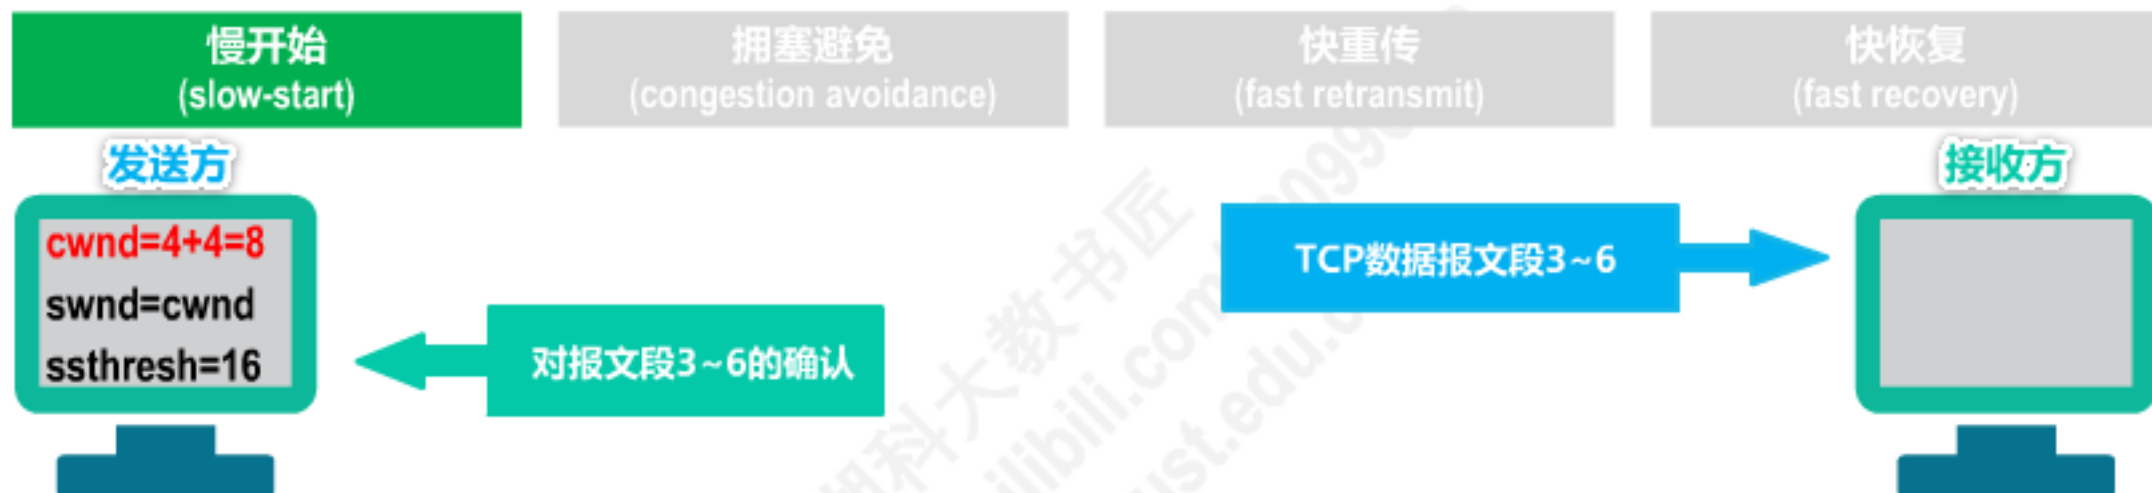 慢开始
(slow-start)
拥塞避免
(congestion avoidance)
快重传
(fast retransmit)
快恢复
(fast recovery)
发送方
接收方
cwnd=4+4=8
swnd=cwnd
ssthresh=16
TCP数据报文段3~6
对报文段3~6的确认